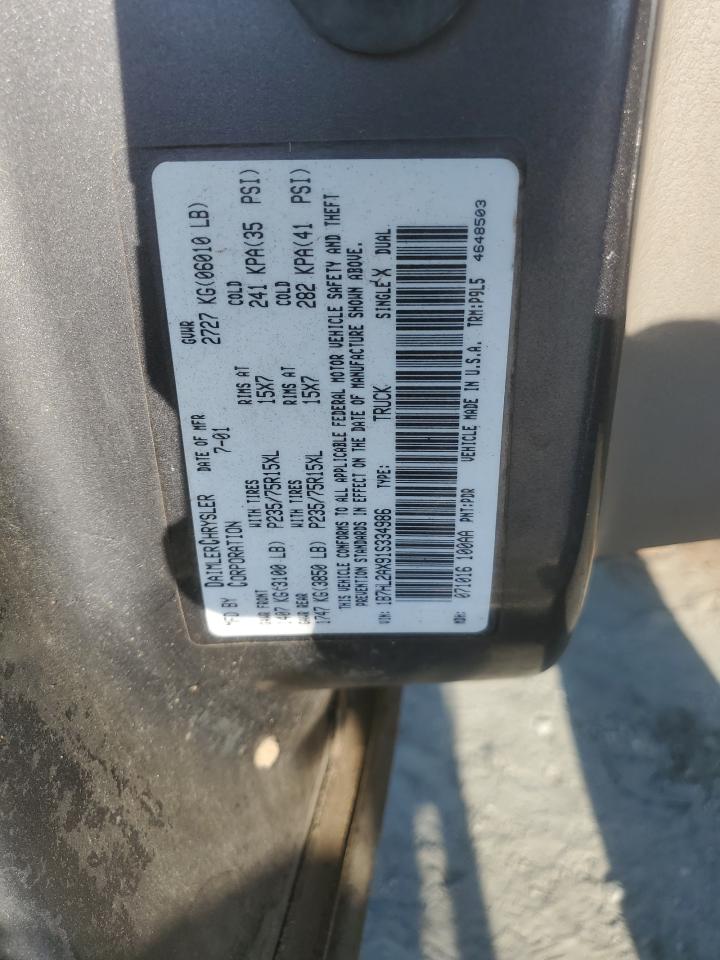 MFD BY DAIMLERCHRYSLER CORPORATION
DATE OF MFR 7-01
GVWR 2727 KG(06010 LB)
GAWR FRONT WITH TIRES RIMS AT COLD
1407 KG(3100 LB) P235/75R15XL 15X7 241 KPA(35 PSI)
GAWR REAR WITH TIRES RIMS AT COLD
1747 KG(3850 LB) P235/75R15XL 15X7 282 KPA(41 PSI)
THIS VEHICLE CONFORMS TO ALL APPLICABLE FEDERAL MOTOR VEHICLE SAFETY AND THEFT
PREVENTION STANDARDS IN EFFECT ON THE DATE OF MANUFACTURE SHOWN ABOVE.
VIN: 1B7HL2AX91S334986 TYPE: TRUCK SINGLE X DUAL
MDH: 071016 100AA PNT:PDR VEHICLE MADE IN U.S.A. TRM:P9L5 4648503